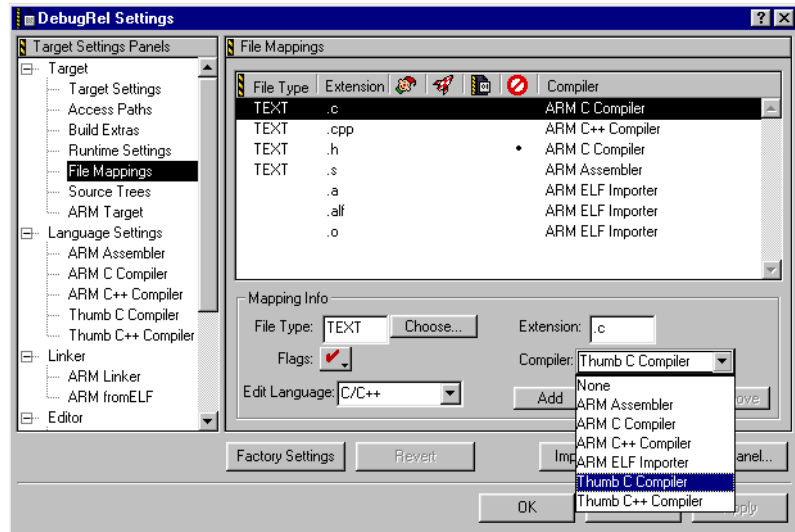 DebugRel Settings
Target Settings Panels
Target
Target Settings
Access Paths
Build Extras
Runtime Settings
File Mappings
Source Trees
ARM Target
Language Settings
ARM Assembler
ARM C Compiler
ARM C++ Compiler
Thumb C Compiler
Thumb C++ Compiler
Linker
ARM Linker
ARM fromELF
Editor
File Mappings
File Type Extension Compiler
TEXT .c ARM C Compiler
TEXT .cpp ARM C++ Compiler
TEXT .h • ARM C Compiler
TEXT .s ARM Assembler
.a ARM ELF Importer
.alf ARM ELF Importer
.o ARM ELF Importer
Mapping Info
File Type: TEXT Choose... Extension: .c
Flags: Compiler: Thumb C Compiler
Edit Language: C/C++ Add ove
None
ARM Assembler
ARM C Compiler
ARM C++ Compiler
ARM ELF Importer
Thumb C Compiler
Thumb C++ Compiler
Factory Settings Revert Imp anel...
OK pply